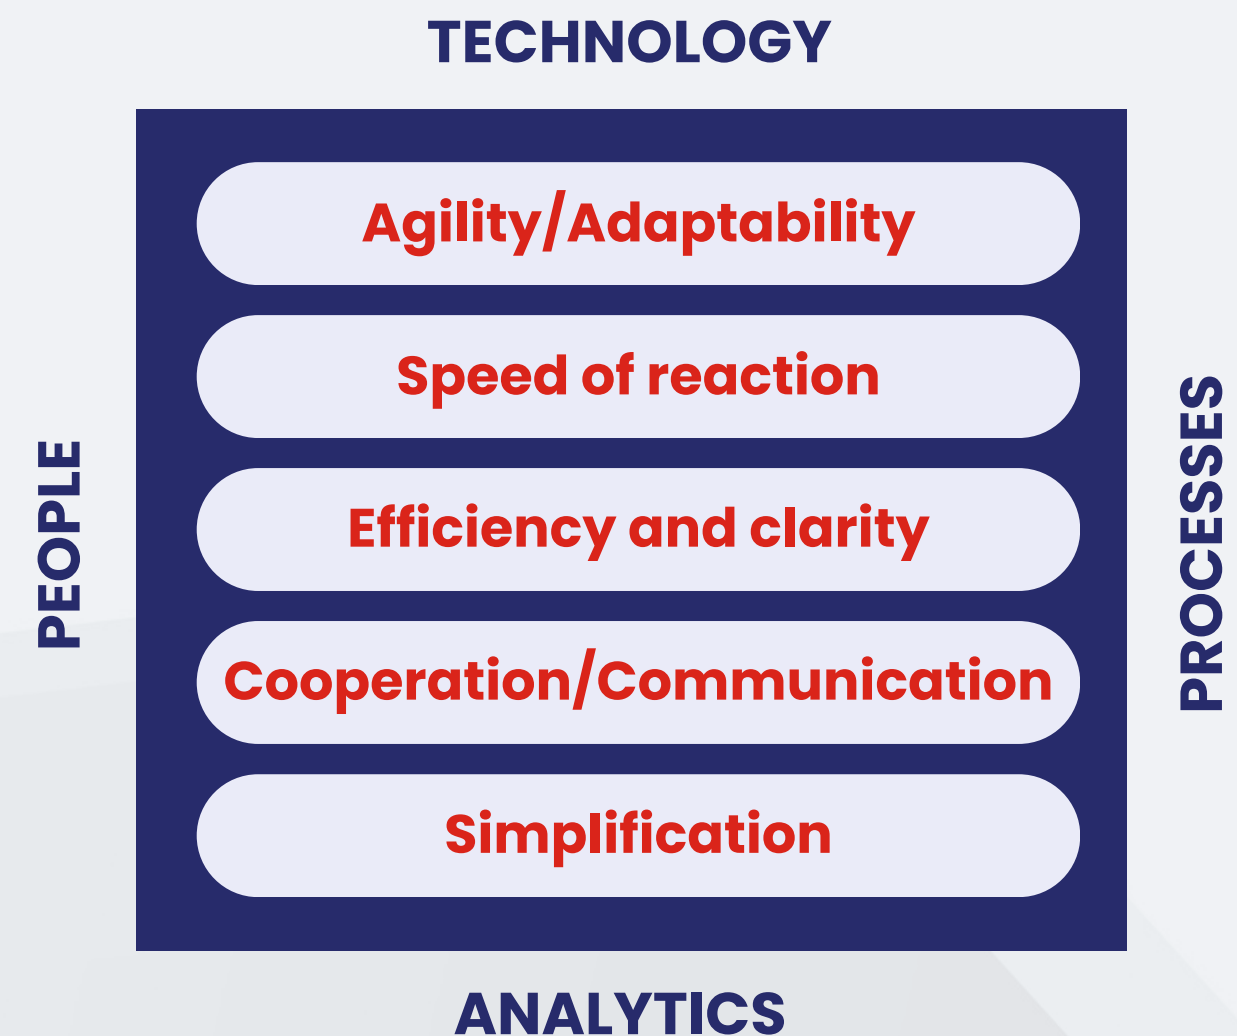 TECHNOLOGY
Agility/Adaptability
Speed of reaction
Efficiency and clarity
Cooperation/Communication
Simplification
PEOPLE
PROCESSES
ANALYTICS